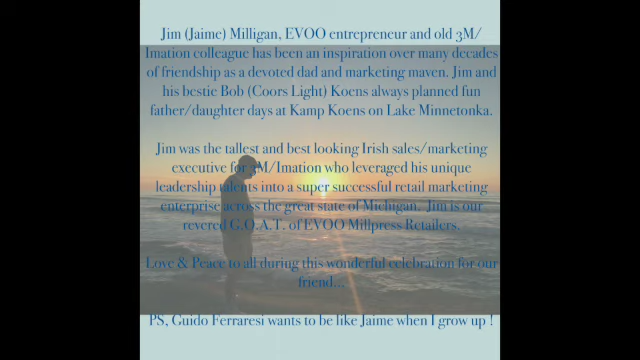 Jim (Jaime) Milligan, EVOO entrepreneur and old 3M/
Imation colleague has been an inspiration over many decades
of friendship as a devoted dad and marketing maven. Jim and
his bestie Bob (Coors Light) Koens always planned fun
father/daughter days at Kamp Koens on Lake Minnetonka.
Jim was the tallest and best looking Irish sales/marketing
executive for 3M/Imation who leveraged his unique
leadership talents into a super successful retail marketing
enterprise across the great state of Michigan. Jim is our
revered G.O.A.T. of EVOO Millpress Retailers.
Love & Peace to all during this wonderful celebration for our
friend...
PS, Guido Ferraresi wants to be like Jaime when I grow up !